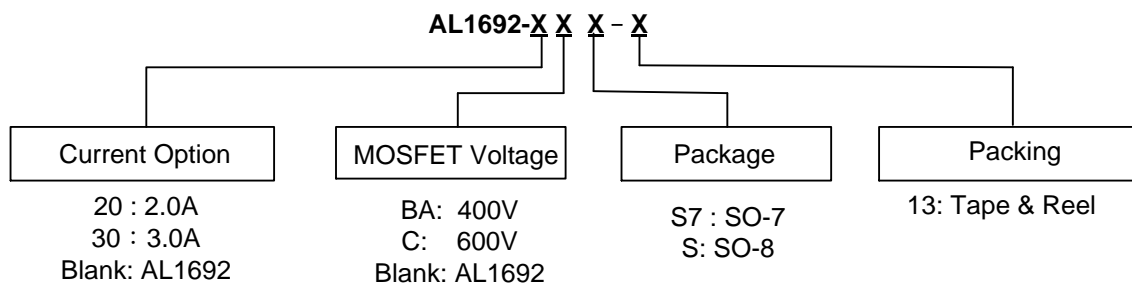 AL1692-X X X – X
Current Option
20 : 2.0A
30：3.0A
Blank: AL1692
MOSFET Voltage
BA: 400V
C: 600V
Blank: AL1692
Package
S7 : SO-7
S: SO-8
Packing
13: Tape & Reel